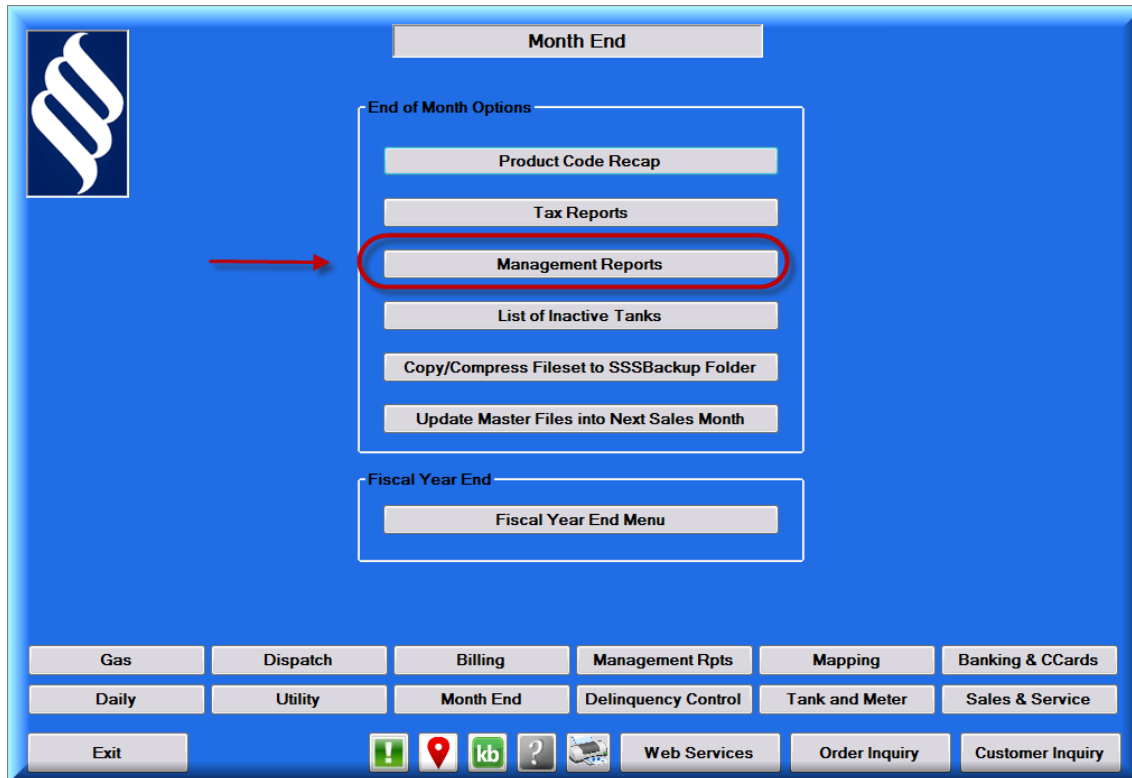 Month End
End of Month Options
Product Code Recap
Tax Reports
Management Reports
List of Inactive Tanks
Copy/Compress Fileset to SSSBackup Folder
Update Master Files into Next Sales Month
Fiscal Year End
Fiscal Year End Menu
Gas Dispatch Billing Management Rpts Mapping Banking & CCards
Daily Utility Month End Delinquency Control Tank and Meter Sales & Service
Exit ! kb ? Web Services Order Inquiry Customer Inquiry